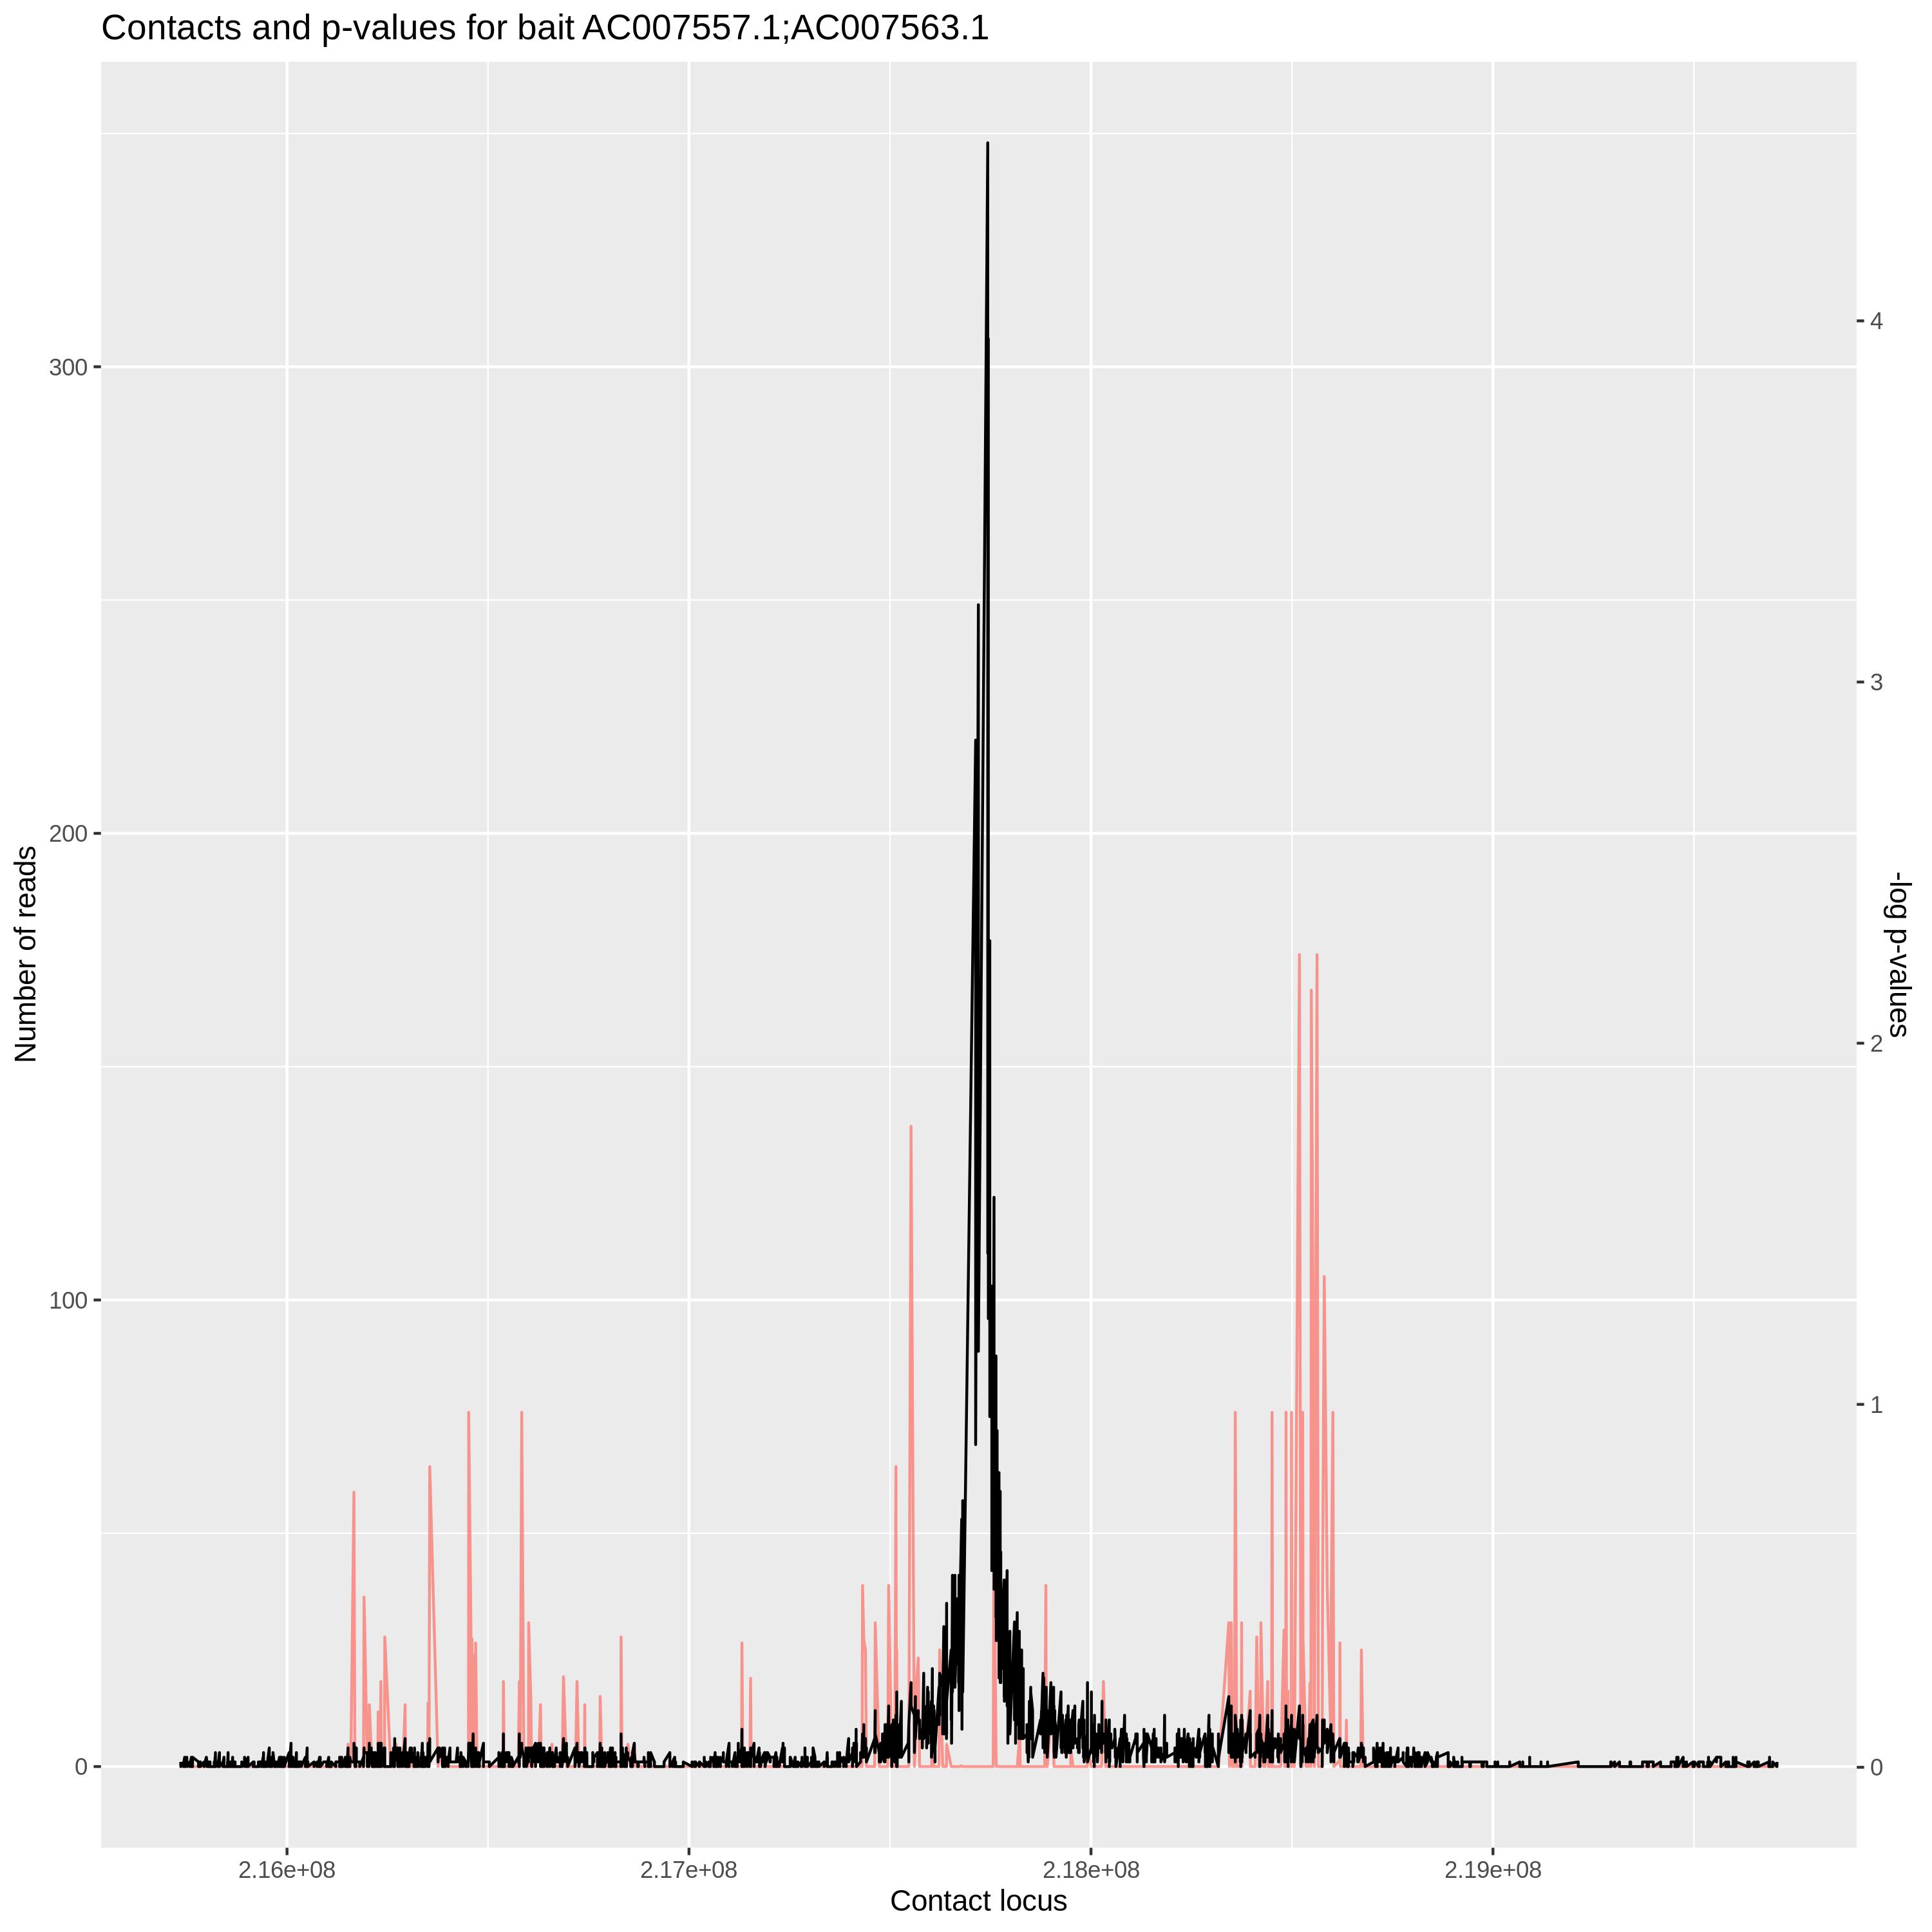 Contacts and p-values for bait AC007557.1;AC007563.1
300
200
100
0
Number of reads
4
3
2
1
0
-log p-values
2.16e+08
2.17e+08
2.18e+08
2.19e+08
Contact locus